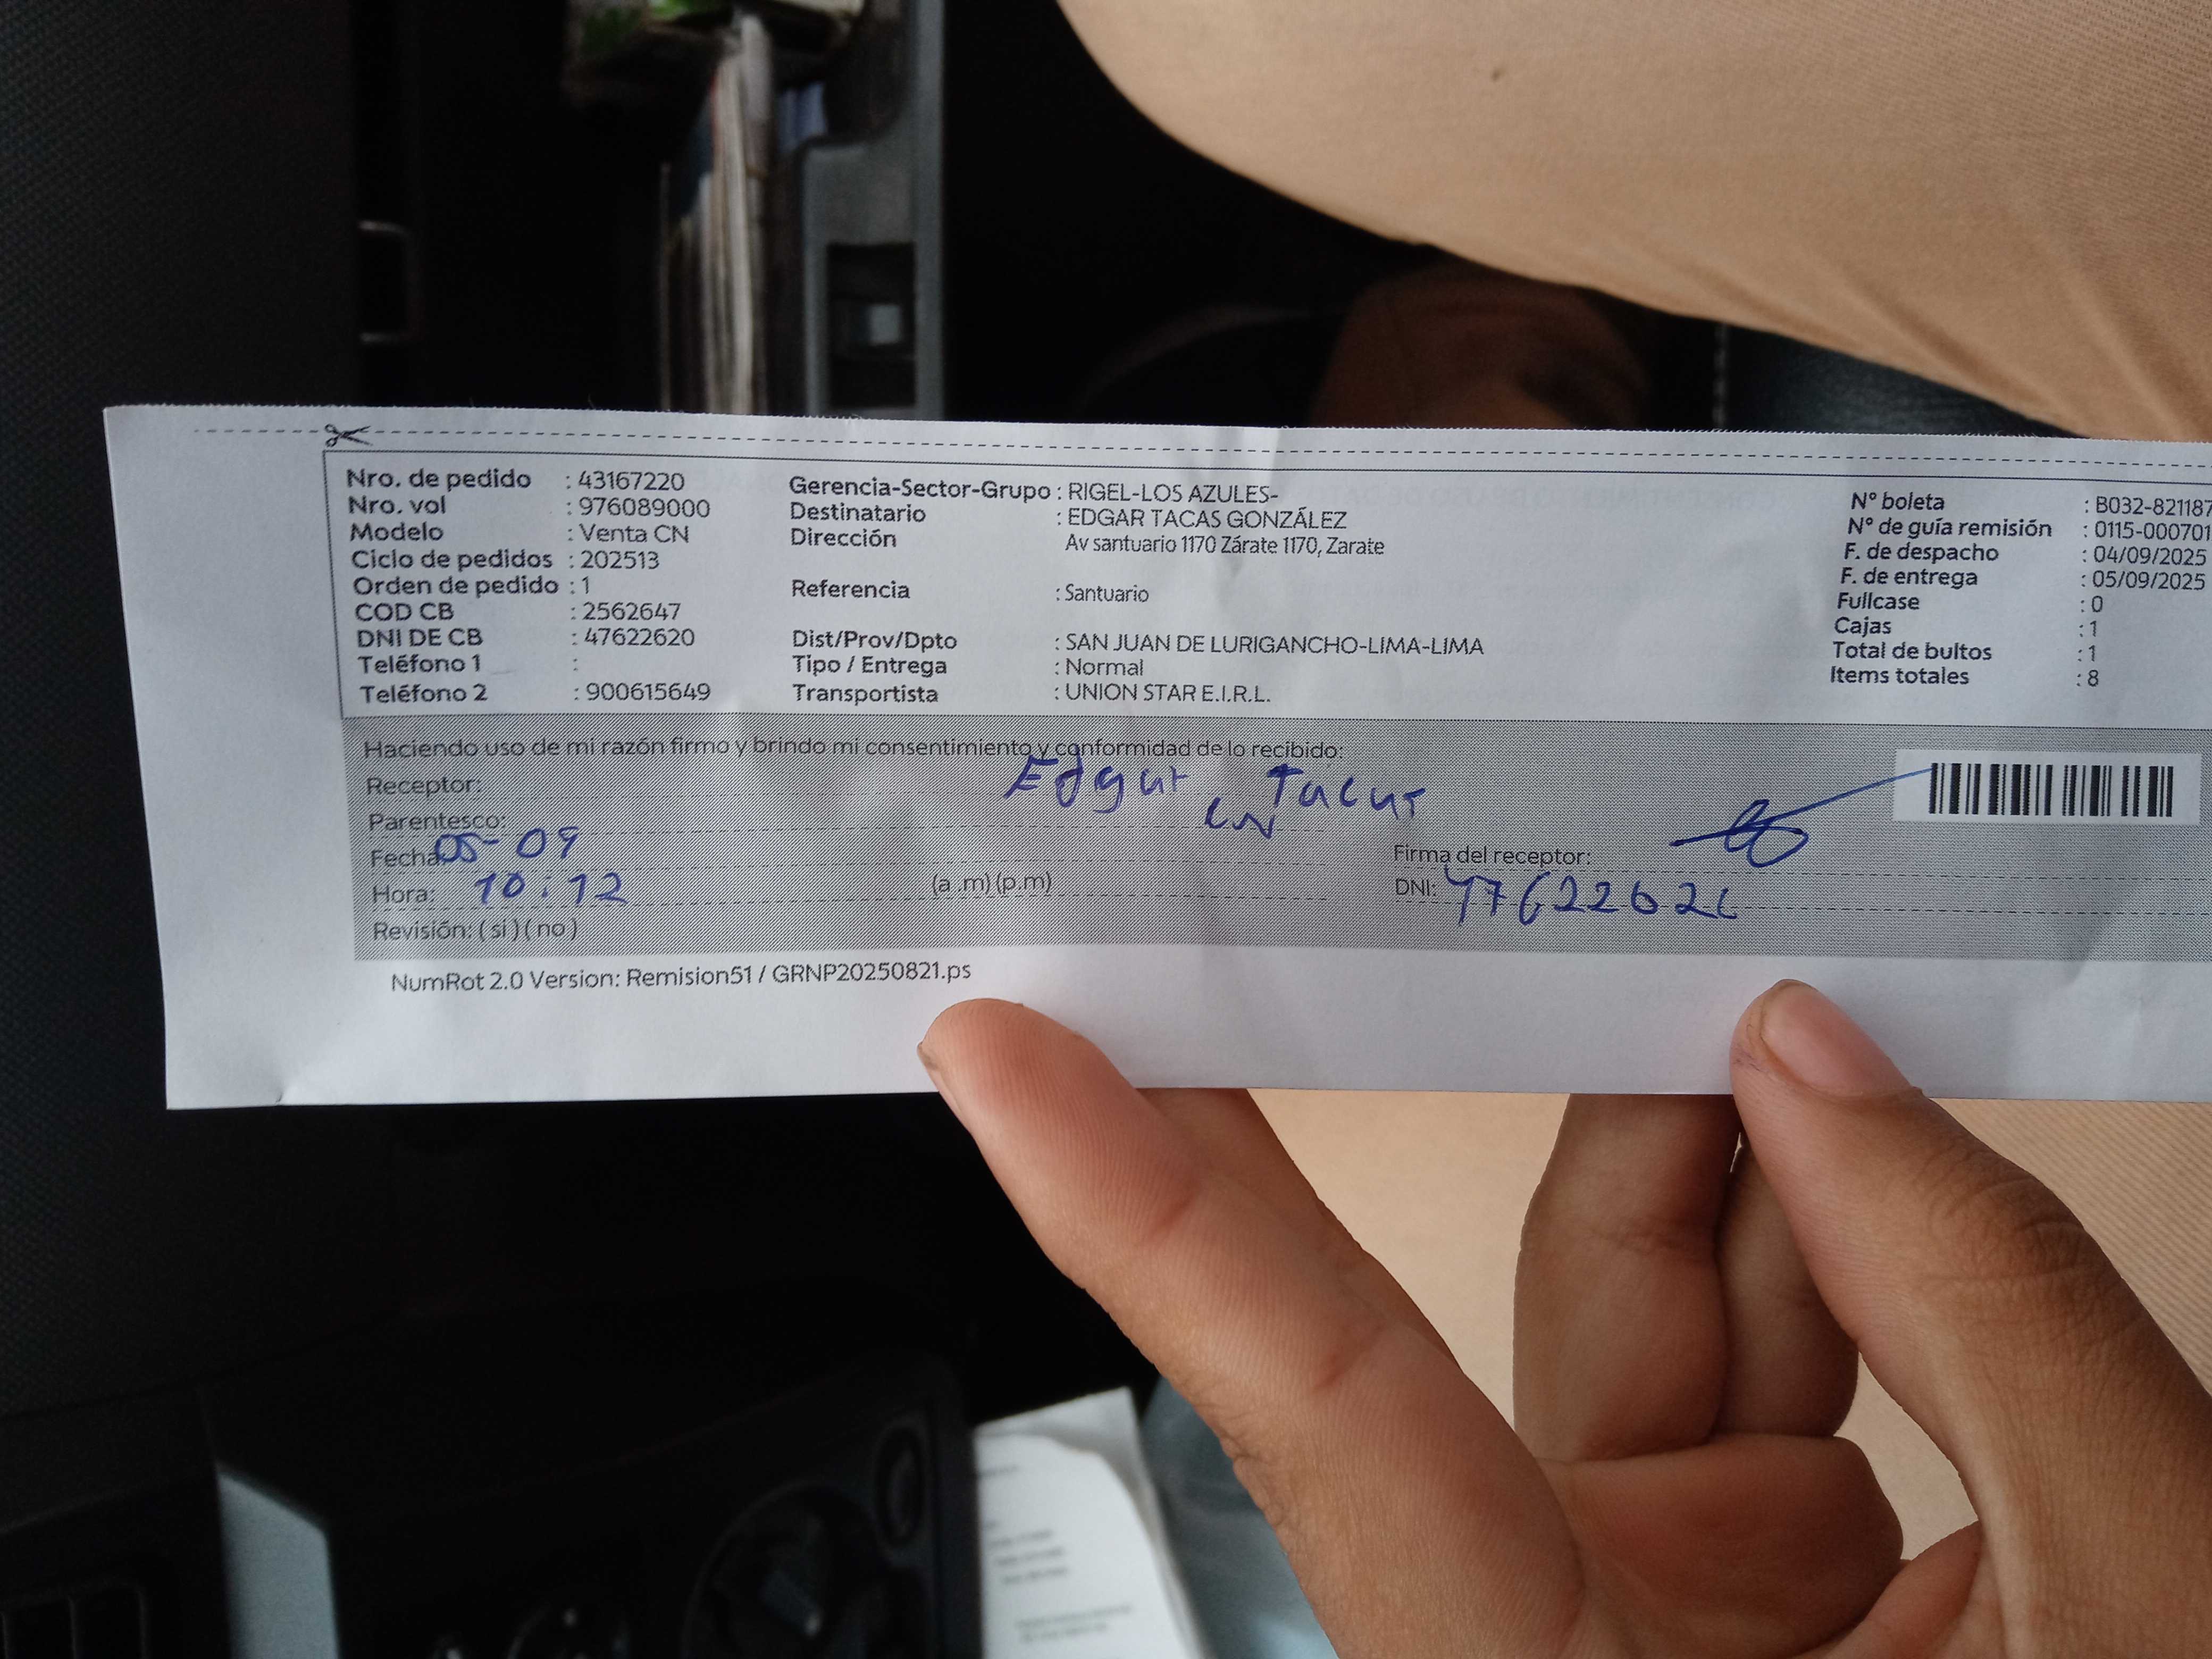 Nro. de pedido : 43167220
Nro. vol : 976089000
Modelo : Venta CN
Ciclo de pedidos : 202513
Orden de pedido : 1
COD CB : 2562647
DNI DE CB : 47622620
Teléfono 1 :
Teléfono 2 : 900615649
Gerencia-Sector-Grupo : RIGEL-LOS AZULES-
Destinatario : EDGAR TACAS GONZÁLEZ
Dirección Av santuario 1170 Zárate 1170, Zarate
Referencia : Santuario
Dist/Prov/Dpto : SAN JUAN DE LURIGANCHO-LIMA-LIMA
Tipo / Entrega : Normal
Transportista : UNION STAR E.I.R.L.
N° boleta : B032-821187
N° de guía remisión : 0115-000701
F. de despacho : 04/09/2025
F. de entrega : 05/09/2025
Fullcase : 0
Cajas : 1
Total de bultos : 1
Items totales : 8
Haciendo uso de mi razón firmo y brindo mi consentimiento y conformidad de lo recibido:
Receptor: Edgar Tacas
Parentesco:
Fecha: 05-09
Firma del receptor:
Hora: 10:12 (a.m) (p.m)
DNI:
Revisión: ( si ) ( no )
NumRot 2.0 Version: Remision51 / GRNP20250821.ps